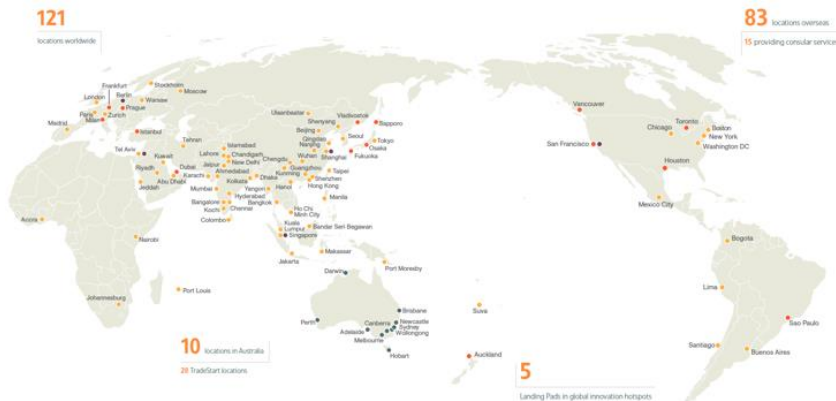 121
locations worldwide
83 locations overseas
15 providing consular service
Frankfurt
Stockholm
Berlin
Moscow
London
Warsaw
Paris
Prague
Zurich
Milan
Madrid
Istanbul
Tehran
Tel Aviv
Kuwait
Riyadh
Dubai
Jeddah
Abu Dhabi
Accra
Nairobi
Johannesburg
Port Louis
Islamabad
Lahore
Chandigarh
Jaipur
New Delhi
Karachi
Ahmedabad
Kolkata
Dhaka
Mumbai
Hyderabad
Bangalore
Chennai
Kochi
Colombo
Yangon
Bangkok
Hanoi
Ho Chi
Minh City
Kuala
Lumpur
Singapore
Bandar Seri Begawan
Jakarta
Makassar
Manila
Ulaanbaatar
Vladivostok
Shenyang
Sapporo
Beijing
Seoul
Tokyo
Qingdao
Nanjing
Osaka
Fukuoka
Wuhan
Shanghai
Chengdu
Guangzhou
Kunming
Taipei
Shenzhen
Hong Kong
Port Moresby
Darwin
Brisbane
Perth
Canberra
Newcastle
Sydney
Adelaide
Wollongong
Melbourne
Hobart
Suva
Auckland
Vancouver
Toronto
Boston
Chicago
New York
San Francisco
Washington DC
Houston
Mexico City
Bogota
Lima
Sao Paulo
Santiago
Buenos Aires
10 locations in Australia
28 TradeStart locations
5
Landing Pads in global innovation hotspots